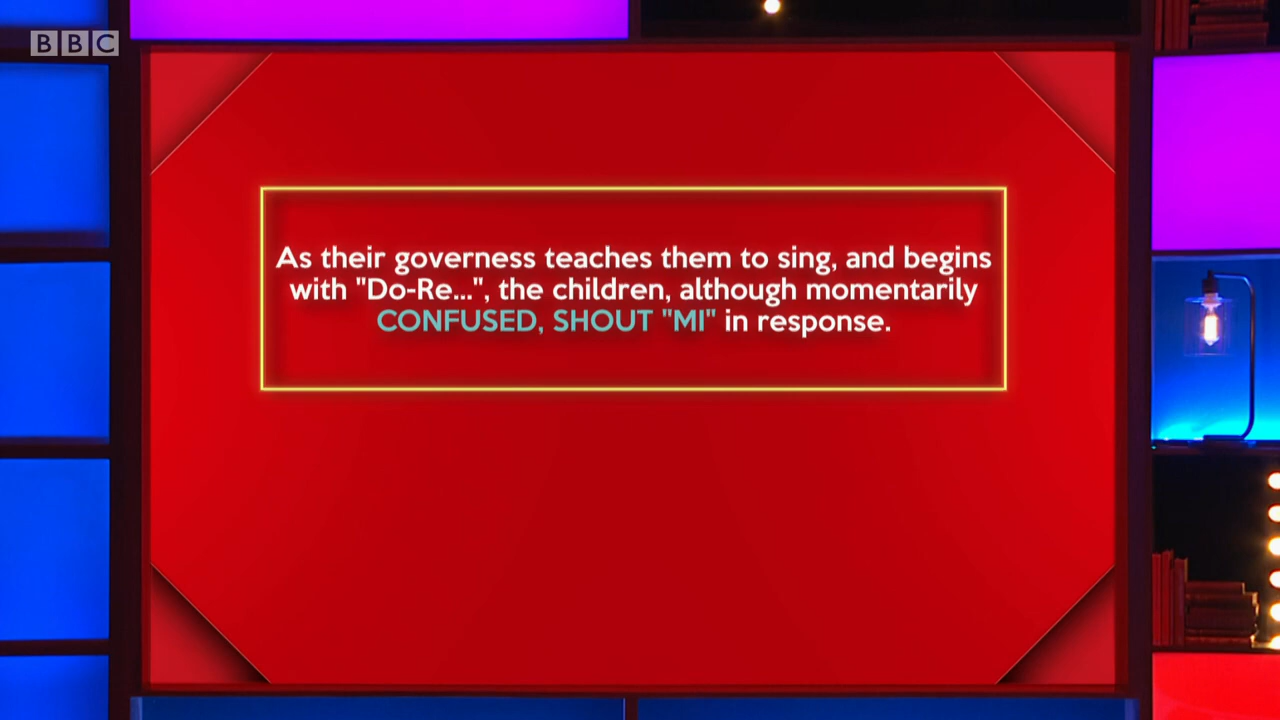 BBC
As their governess teaches them to sing, and begins
with "Do-Re...", the children, although momentarily
CONFUSED, SHOUT "MI" in response.